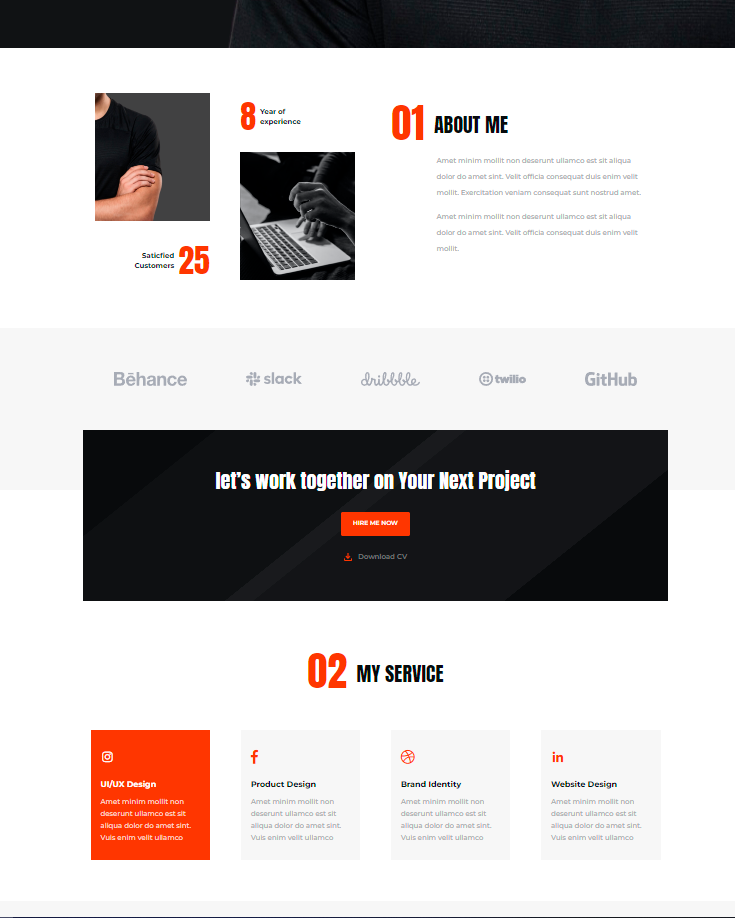 8 Year of
experience
Saticfied
Customers 25
01 ABOUT ME
Amet minim mollit non deserunt ullamco est sit aliqua
dolor do amet sint. Velit officia consequat duis enim velit
mollit. Exercitation veniam consequat sunt nostrud amet.
Amet minim mollit non deserunt ullamco est sit aliqua
dolor do amet sint. Velit officia consequat duis enim velit
mollit.
Bēhance slack dribbble twilio GitHub
let's work together on Your Next Project
HIRE ME NOW
Download CV
02 MY SERVICE
UI/UX Design
Amet minim mollit non
deserunt ullamco est sit
aliqua dolor do amet sint.
Vuis enim velit ullamco
Product Design
Amet minim mollit non
deserunt ullamco est sit
aliqua dolor do amet sint.
Vuis enim velit ullamco
Brand Identity
Amet minim mollit non
deserunt ullamco est sit
aliqua dolor do amet sint.
Vuis enim velit ullamco
in
Website Design
Amet minim mollit non
deserunt ullamco est sit
aliqua dolor do amet sint.
Vuis enim velit ullamco